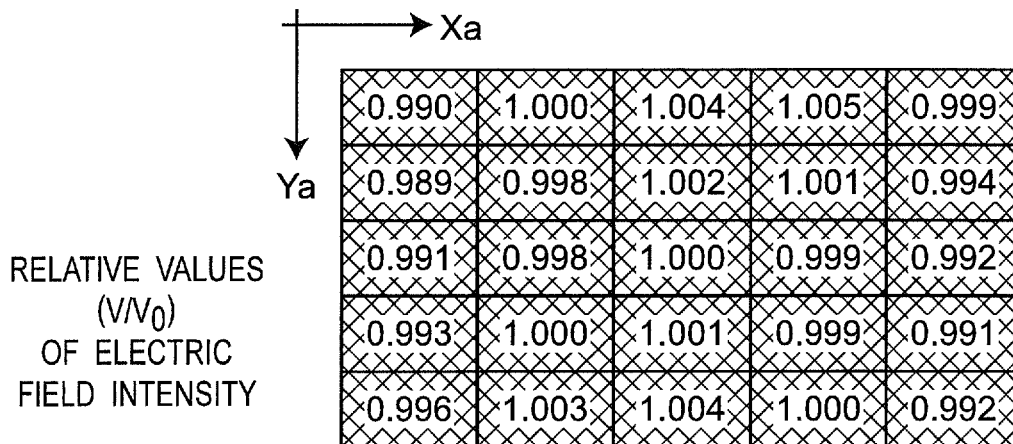 Xa
Ya
0.990 1.000 1.004 1.005 0.999
0.989 0.998 1.002 1.001 0.994
0.991 0.998 1.000 0.999 0.992
0.993 1.000 1.001 0.999 0.991
0.996 1.003 1.004 1.000 0.992
RELATIVE VALUES
(V/V₀)
OF ELECTRIC
FIELD INTENSITY